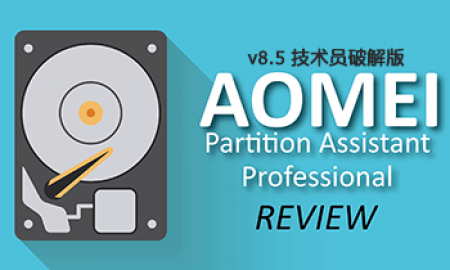 v8.5 技术员破解版
AOMEI
Partition Assistant
Professional
REVIEW